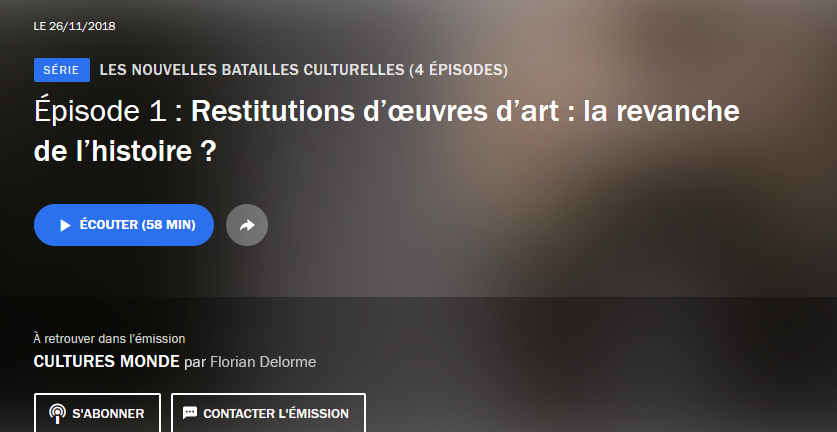 LE 26/11/2018
SÉRIE LES NOUVELLES BATAILLES CULTURELLES (4 ÉPISODES)
Épisode 1 : Restitutions d’œuvres d’art : la revanche
de l’histoire ?
ÉCOUTER (58 MIN)
À retrouver dans l'émission
CULTURES MONDE par Florian Delorme
S'ABONNER CONTACTER L'ÉMISSION